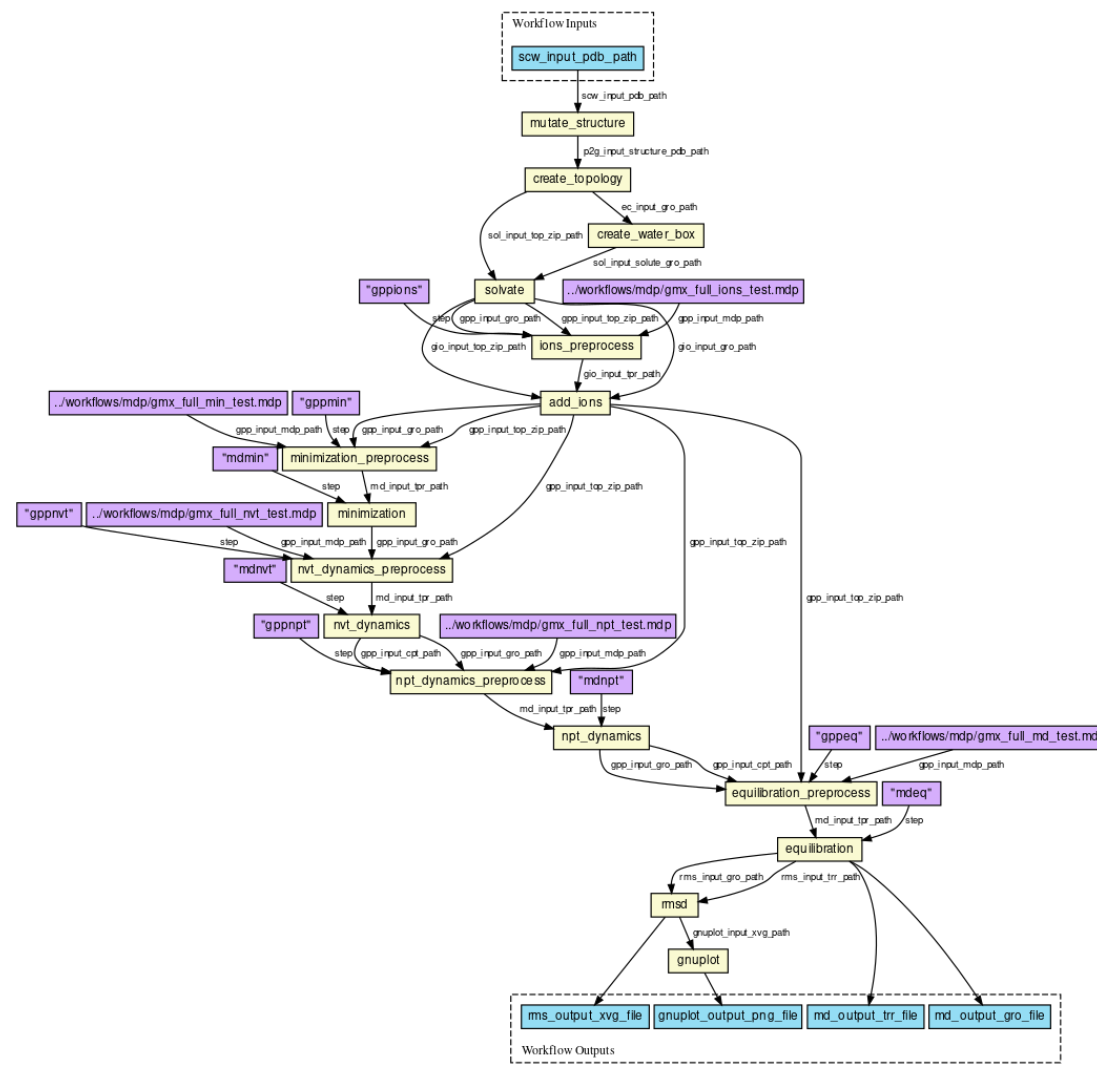 Workflow Inputs
scw_input_pdb_path
scw_input_pdb_path
mutate_structure
p2g_input_structure_pdb_path
create_topology
ec_input_gro_path
sol_input_top_zip_path
create_water_box
sol_input_solute_gro_path
"gppions"
solvate
../workflows/mdp/gmx_full_ions_test.mdp
step
gpp_input_gro_path
gpp_input_top_zip_path
gpp_input_mdp_path
gio_input_top_zip_path
ions_preprocess
gio_input_gro_path
gio_input_tpr_path
../workflows/mdp/gmx_full_min_test.mdp
"gppmin"
add_ions
gpp_input_mdp_path
step
gpp_input_gro_path
gpp_input_top_zip_path
"mdmin"
minimization_preprocess
step
md_input_tpr_path
gpp_input_top_zip_path
"gppnvt"
../workflows/mdp/gmx_full_nvt_test.mdp
minimization
step
gpp_input_mdp_path
gpp_input_gro_path
gpp_input_top_zip_path
"mdnvt"
nvt_dynamics_preprocess
step
md_input_tpr_path
gpp_input_top_zip_path
"gppnpt"
nvt_dynamics
../workflows/mdp/gmx_full_npt_test.mdp
step
gpp_input_cpt_path
gpp_input_gro_path
gpp_input_mdp_path
npt_dynamics_preprocess
"mdnpt"
md_input_tpr_path
step
npt_dynamics
"gppeq"
../workflows/mdp/gmx_full_md_test.md
gpp_input_gro_path
gpp_input_cpt_path
step
gpp_input_mdp_path
equilibration_preprocess
"mdeq"
md_input_tpr_path
step
equilibration
rms_input_gro_path
rms_input_trr_path
rmsd
gnuplot_input_xvg_path
gnuplot
rms_output_xvg_file
gnuplot_output_png_file
md_output_trr_file
md_output_gro_file
Workflow Outputs